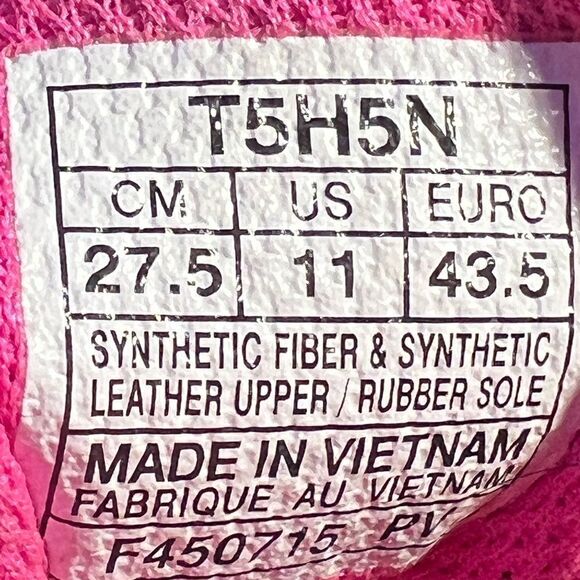 T5H5N
CM US EURO
27.5 11 43.5
SYNTHETIC FIBER & SYNTHETIC
LEATHER UPPER / RUBBER SOLE
MADE IN VIETNAM
FABRIQUE AU VIETNAM
F450715 PV